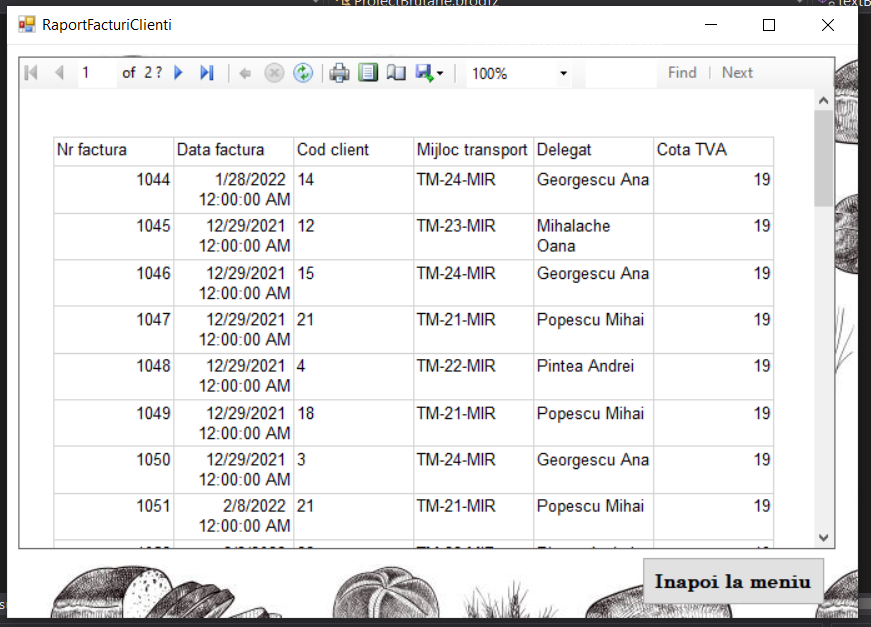 ProiectBrutarie.prodfz
RaportFacturiClienti
1 of 2? 100% Find Next
Nr factura Data factura Cod client Mijloc transport Delegat Cota TVA
1044 1/28/2022 14 TM-24-MIR Georgescu Ana 19
12:00:00 AM
1045 12/29/2021 12 TM-23-MIR Mihalache 19
12:00:00 AM Oana
1046 12/29/2021 15 TM-24-MIR Georgescu Ana 19
12:00:00 AM
1047 12/29/2021 21 TM-21-MIR Popescu Mihai 19
12:00:00 AM
1048 12/29/2021 4 TM-22-MIR Pintea Andrei 19
12:00:00 AM
1049 12/29/2021 18 TM-21-MIR Popescu Mihai 19
12:00:00 AM
1050 12/29/2021 3 TM-24-MIR Georgescu Ana 19
12:00:00 AM
1051 2/8/2022 21 TM-21-MIR Popescu Mihai 19
12:00:00 AM
Inapoi la meniu